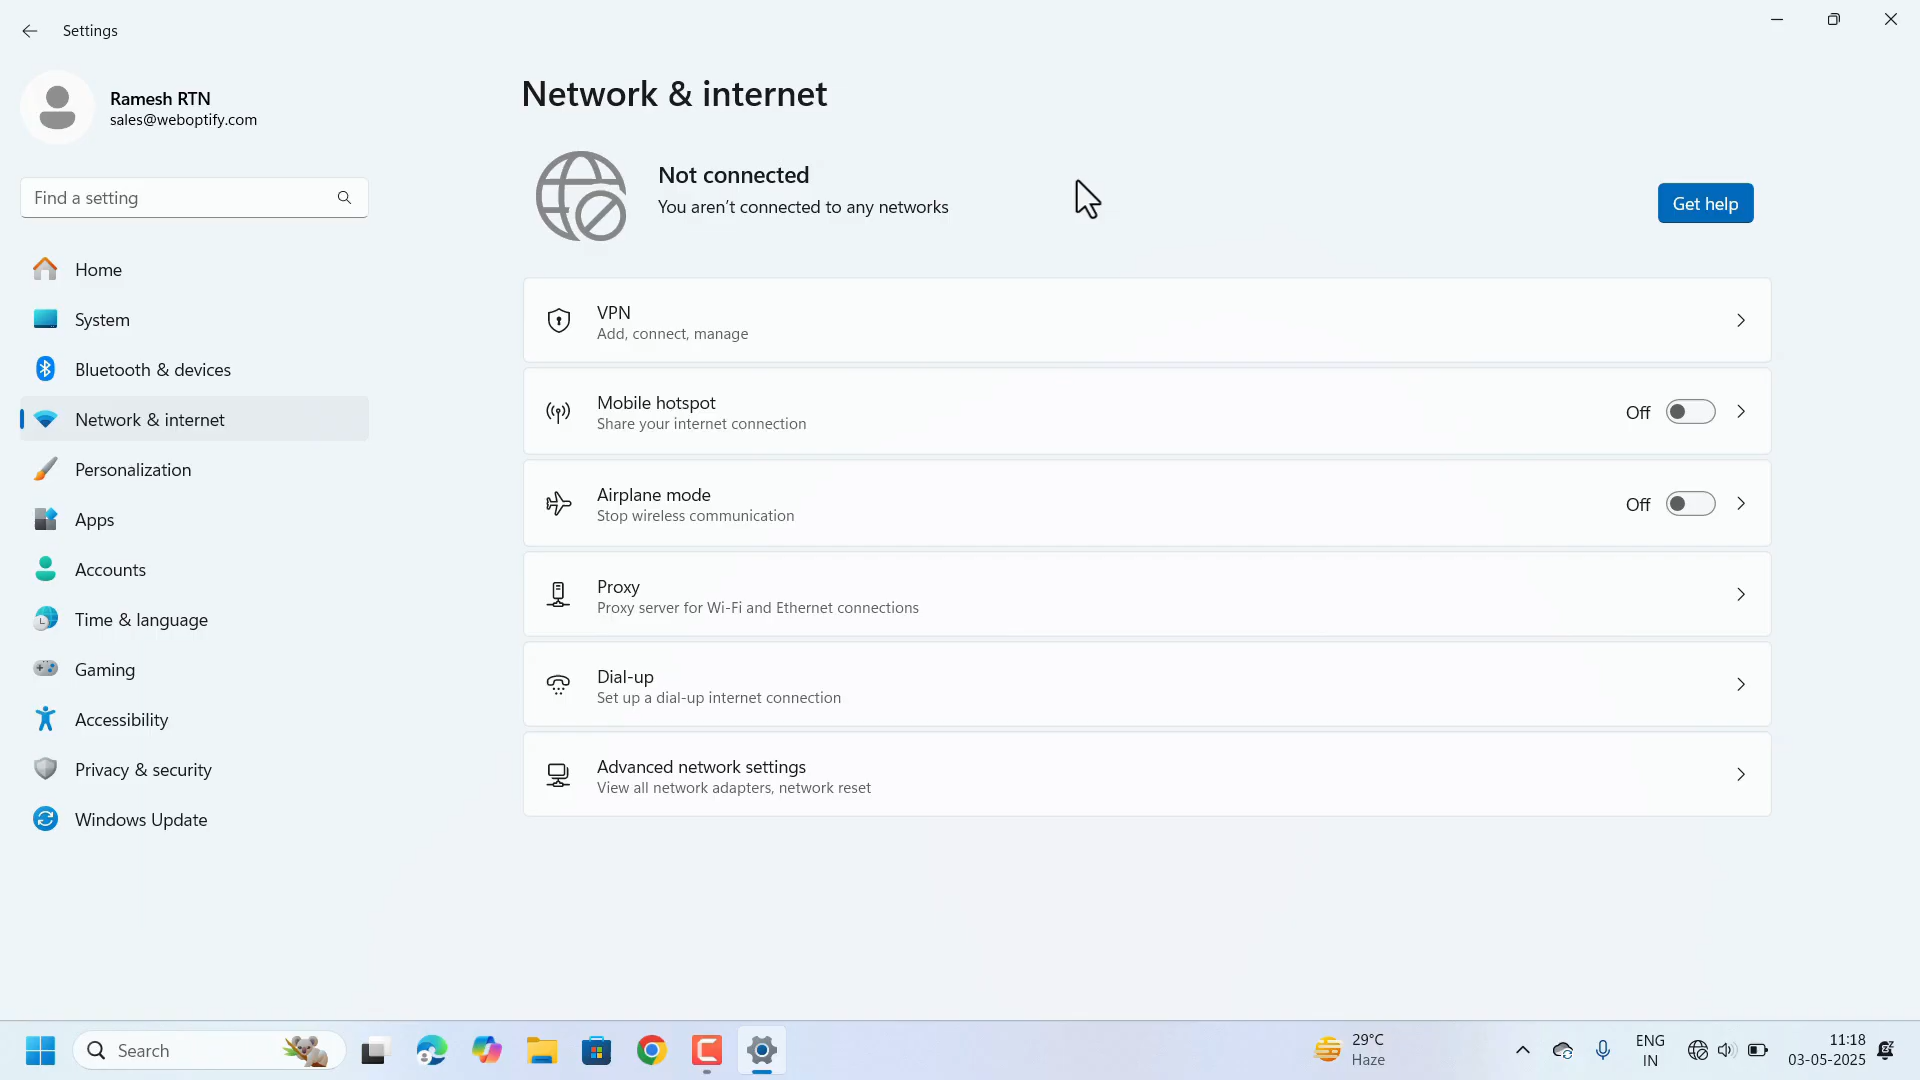 Settings
Ramesh RTN
sales@weboptify.com
Find a setting
Home
System
Bluetooth & devices
Network & internet
Personalization
Apps
Accounts
Time & language
Gaming
Accessibility
Privacy & security
Windows Update
Network & internet
Not connected
You aren't connected to any networks
Get help
VPN
Add, connect, manage
Mobile hotspot
Share your internet connection
Off
Airplane mode
Stop wireless communication
Off
Proxy
Proxy server for Wi-Fi and Ethernet connections
Dial-up
Set up a dial-up internet connection
Advanced network settings
View all network adapters, network reset
Search
29°C
Haze
ENG
IN
11:18
03-05-2025